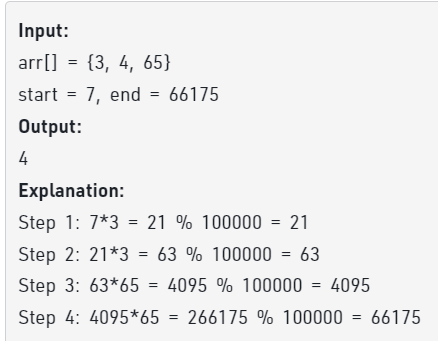 Input:
arr[] = {3, 4, 65}
start = 7, end = 66175
Output:
4
Explanation:
Step 1: 7*3 = 21 % 100000 = 21
Step 2: 21*3 = 63 % 100000 = 63
Step 3: 63*65 = 4095 % 100000 = 4095
Step 4: 4095*65 = 266175 % 100000 = 66175